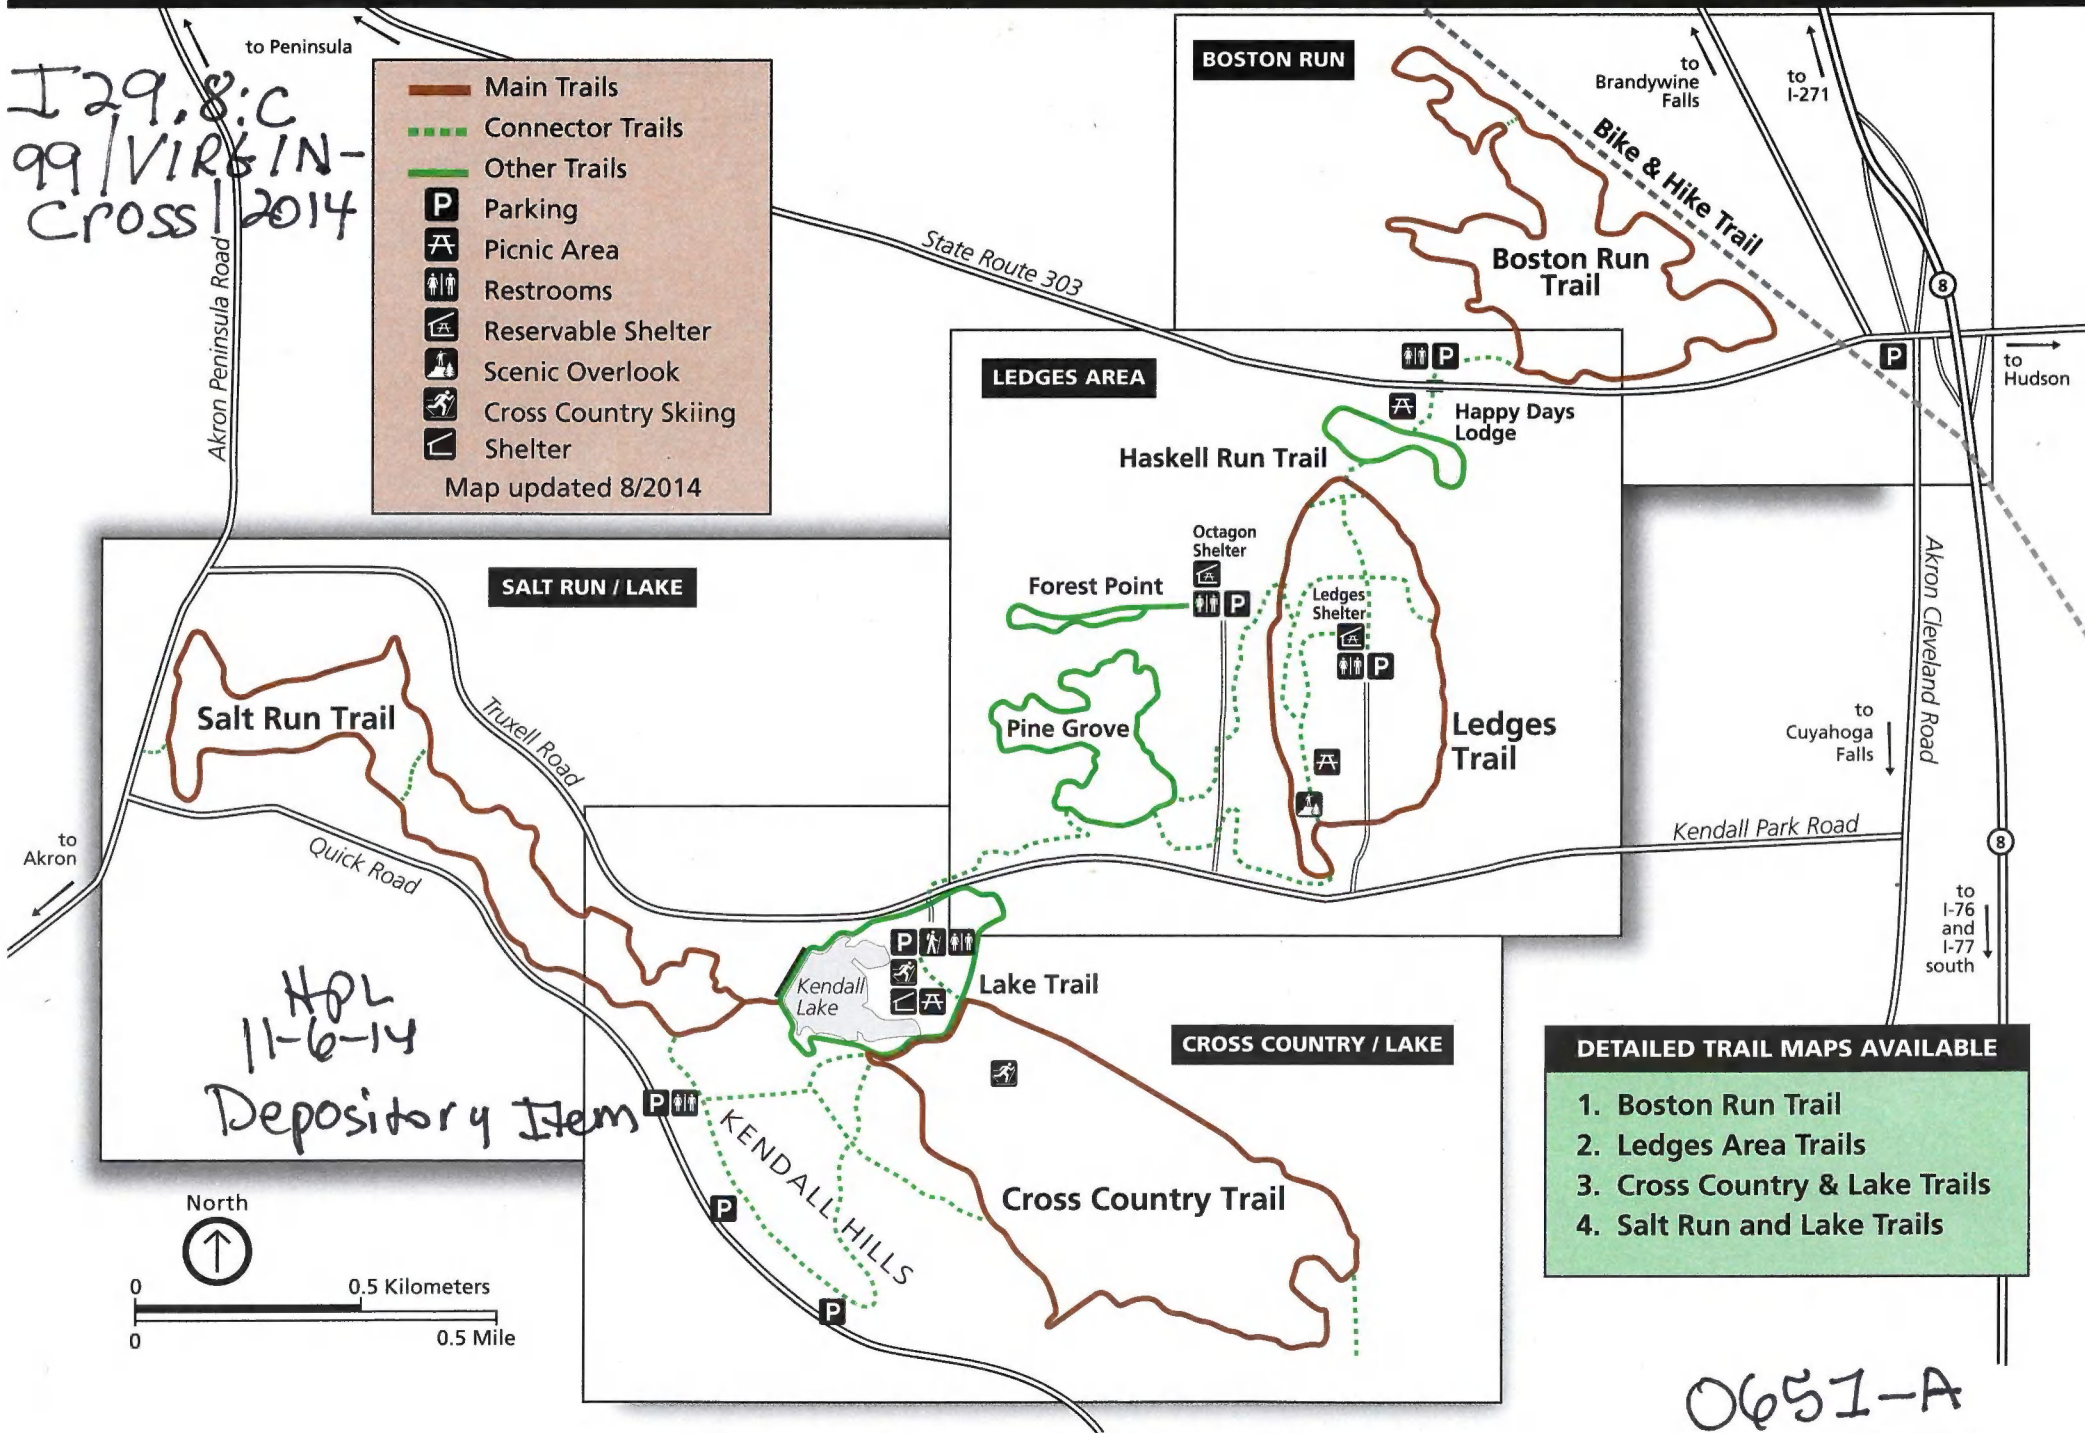 to Peninsula
I29.8:C
99/VIRGIN-
Cross/2014
Akron Peninsula Road
Main Trails
Connector Trails
Other Trails
P Parking
Picnic Area
Restrooms
Reservable Shelter
Scenic Overlook
Cross Country Skiing
Shelter
Map updated 8/2014
State Route 303
BOSTON RUN
to
Brandywine
Falls
to
I-271
Bike & Hike Trail
Boston Run
Trail
8
P
to
Hudson
LEDGES AREA
P
Happy Days
Lodge
Haskell Run Trail
Octagon
Shelter
P
Forest Point
Ledges
Shelter
P
Pine Grove
Ledges
Trail
Akron Cleveland Road
to
Cuyahoga
Falls
Kendall Park Road
8
to
I-76
and
I-77
south
SALT RUN / LAKE
Salt Run Trail
Truxell Road
Quick Road
to
Akron
P
Kendall
Lake
Lake Trail
CROSS COUNTRY / LAKE
Cross Country Trail
P
KENDALL HILLS
P
P
HPL
11-6-14
Depository Item
North
0
0.5 Kilometers
0
0.5 Mile
DETAILED TRAIL MAPS AVAILABLE
1. Boston Run Trail
2. Ledges Area Trails
3. Cross Country & Lake Trails
4. Salt Run and Lake Trails
0651-A